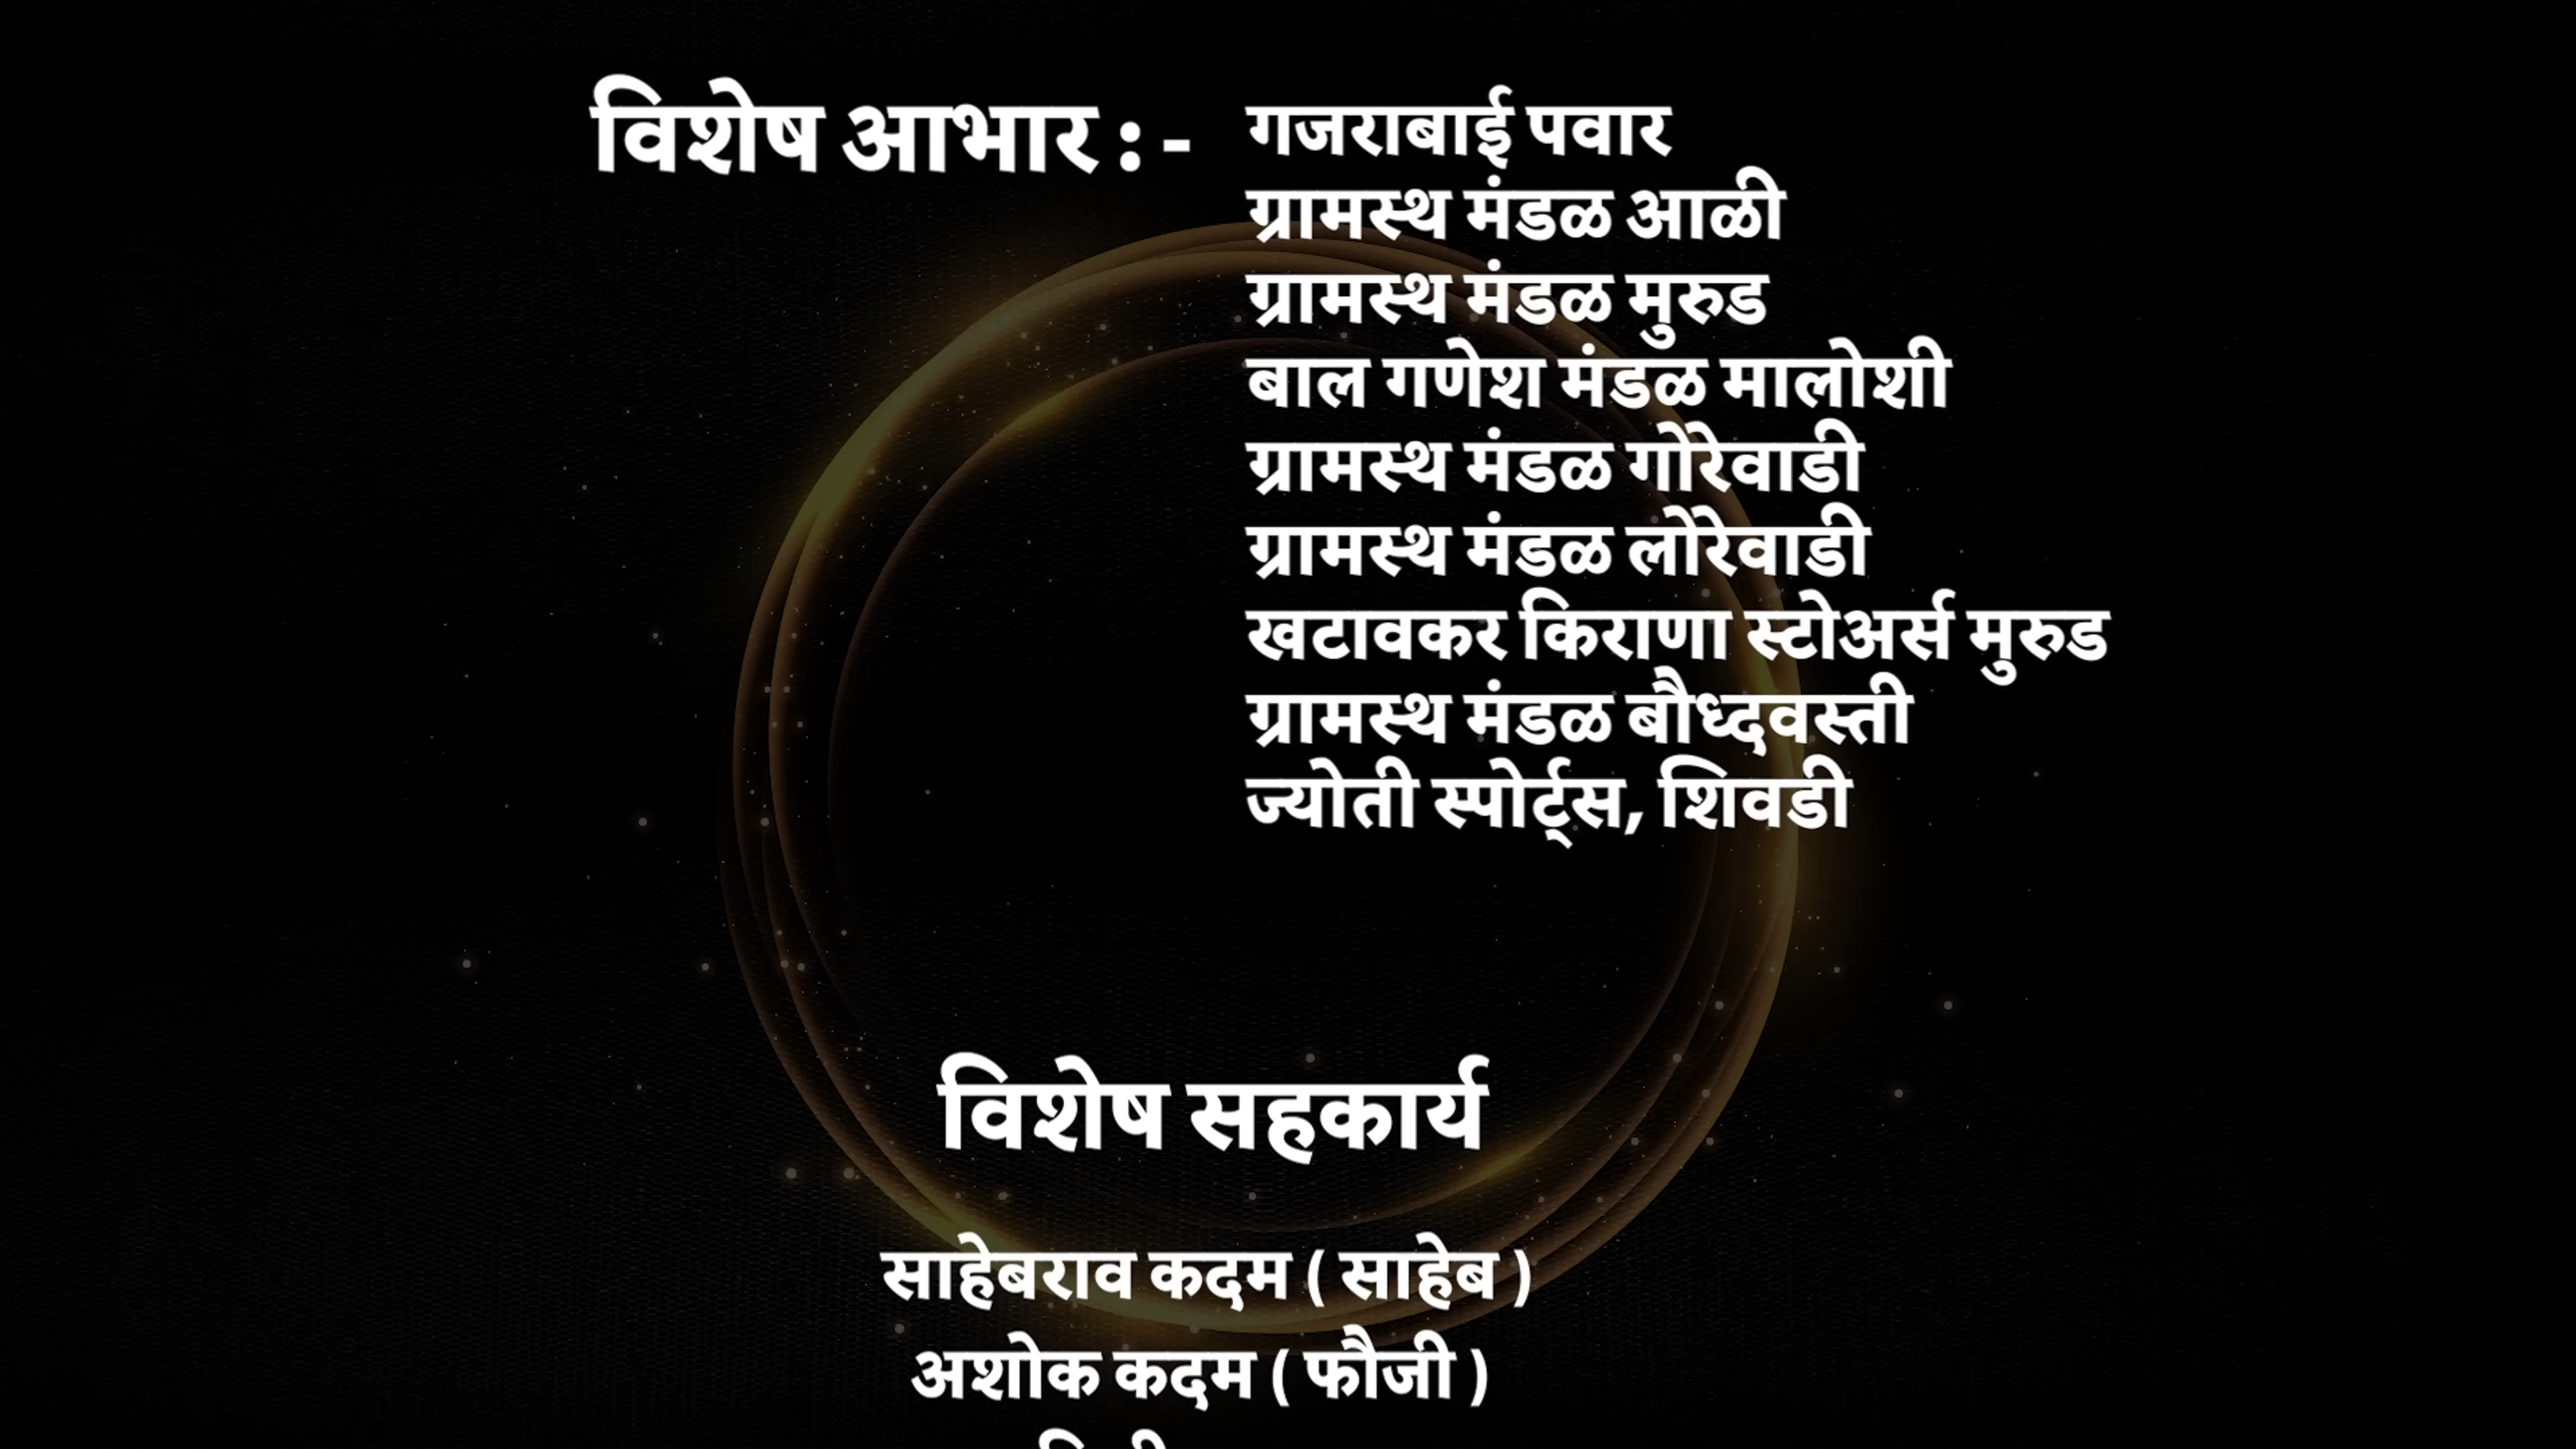 विशेष आभार : - गजराबाई पवार
ग्रामस्थ मंडळ आळी
ग्रामस्थ मंडळ मुरुड
बाल गणेश मंडळ मालोशी
ग्रामस्थ मंडळ गोरेवाडी
ग्रामस्थ मंडळ लोरेवाडी
खटावकर किराणा स्टोअर्स मुरुड
ग्रामस्थ मंडळ बौध्दवस्ती
ज्योती स्पोर्ट्स, शिवडी
विशेष सहकार्य
साहेबराव कदम ( साहेब )
अशोक कदम ( फौजी )